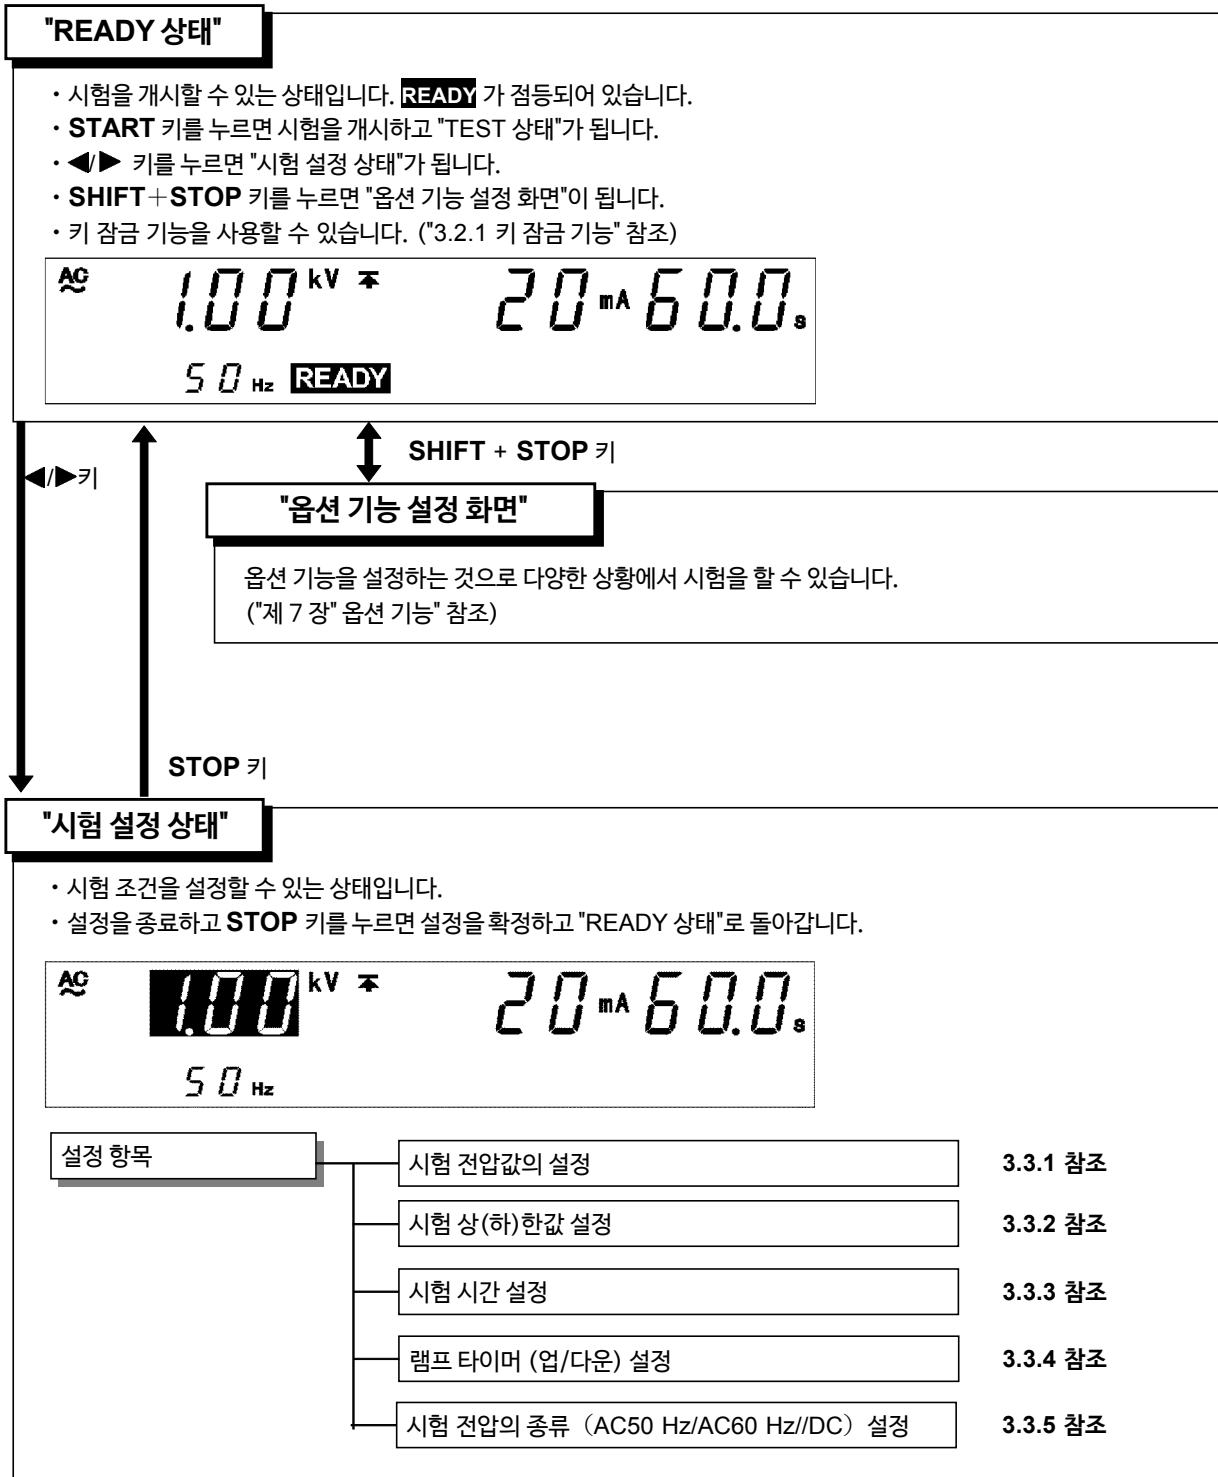 "READY 상태"
・시험을 개시할 수 있는 상태입니다. READY 가 점등되어 있습니다.
・START 키를 누르면 시험을 개시하고 "TEST 상태"가 됩니다.
・◀/▶ 키를 누르면 "시험 설정 상태"가 됩니다.
・SHIFT＋STOP 키를 누르면 "옵션 기능 설정 화면"이 됩니다.
・키 잠금 기능을 사용할 수 있습니다. ("3.2.1 키 잠금 기능" 참조)
AC 1.00 kV 20 mA 60.0 s
50 Hz READY
SHIFT + STOP 키
◀/▶키
"옵션 기능 설정 화면"
옵션 기능을 설정하는 것으로 다양한 상황에서 시험을 할 수 있습니다.
("제 7 장" 옵션 기능" 참조)
STOP 키
"시험 설정 상태"
・시험 조건을 설정할 수 있는 상태입니다.
・설정을 종료하고 STOP 키를 누르면 설정을 확정하고 "READY 상태"로 돌아갑니다.
AC 1.00 kV 20 mA 60.0 s
50 Hz
설정 항목
시험 전압값의 설정 3.3.1 참조
시험 상(하)한값 설정 3.3.2 참조
시험 시간 설정 3.3.3 참조
램프 타이머 (업/다운) 설정 3.3.4 참조
시험 전압의 종류（AC50 Hz/AC60 Hz//DC）설정 3.3.5 참조